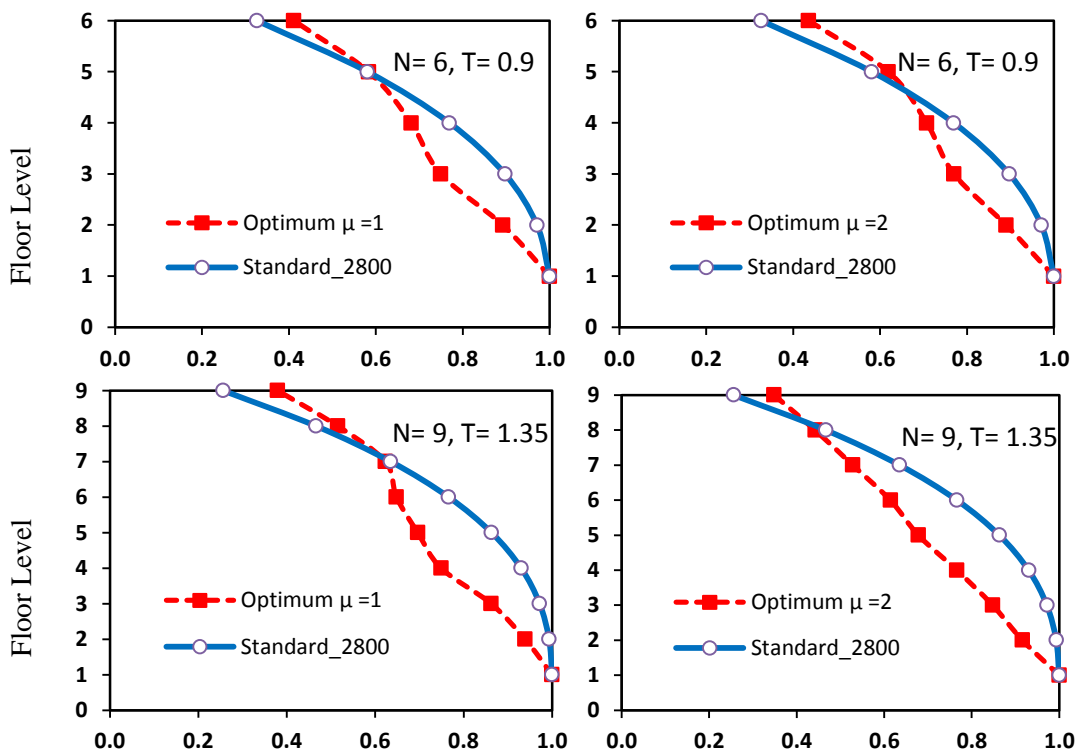 6
5
4
3
2
1
0
Floor Level
N= 6, T= 0.9
Optimum μ =1
Standard_2800
0.0 0.2 0.4 0.6 0.8 1.0
6
5
4
3
2
1
0
N= 6, T= 0.9
Optimum μ =2
Standard_2800
0.0 0.2 0.4 0.6 0.8 1.0
9
8
7
6
5
4
3
2
1
0
Floor Level
N= 9, T= 1.35
Optimum μ =1
Standard_2800
0.0 0.2 0.4 0.6 0.8 1.0
9
8
7
6
5
4
3
2
1
0
N= 9, T= 1.35
Optimum μ =2
Standard_2800
0.0 0.2 0.4 0.6 0.8 1.0